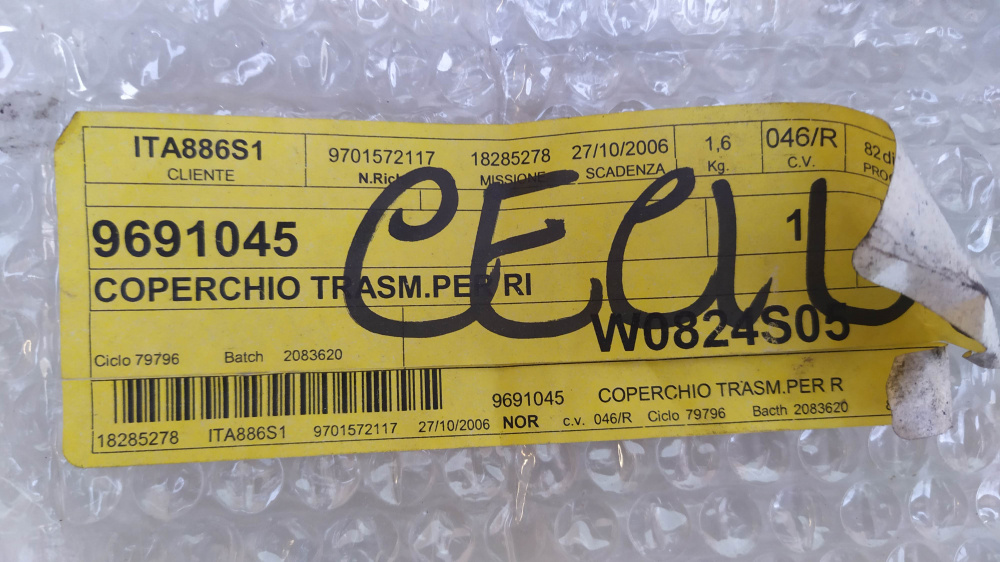 ITA886S1 9701572117 18285278 27/10/2006 1,6 046/R 82di
CLIENTE N.Rich MISSIONE SCADENZA Kg. C.V.
9691045 1
COPERCHIO TRASM.PER RI
W0824S05
Ciclo 79796 Batch 2083620
9691045 COPERCHIO TRASM.PER R
18285278 ITA886S1 9701572117 27/10/2006 NOR c.v. 046/R Ciclo 79796 Bacth 2083620